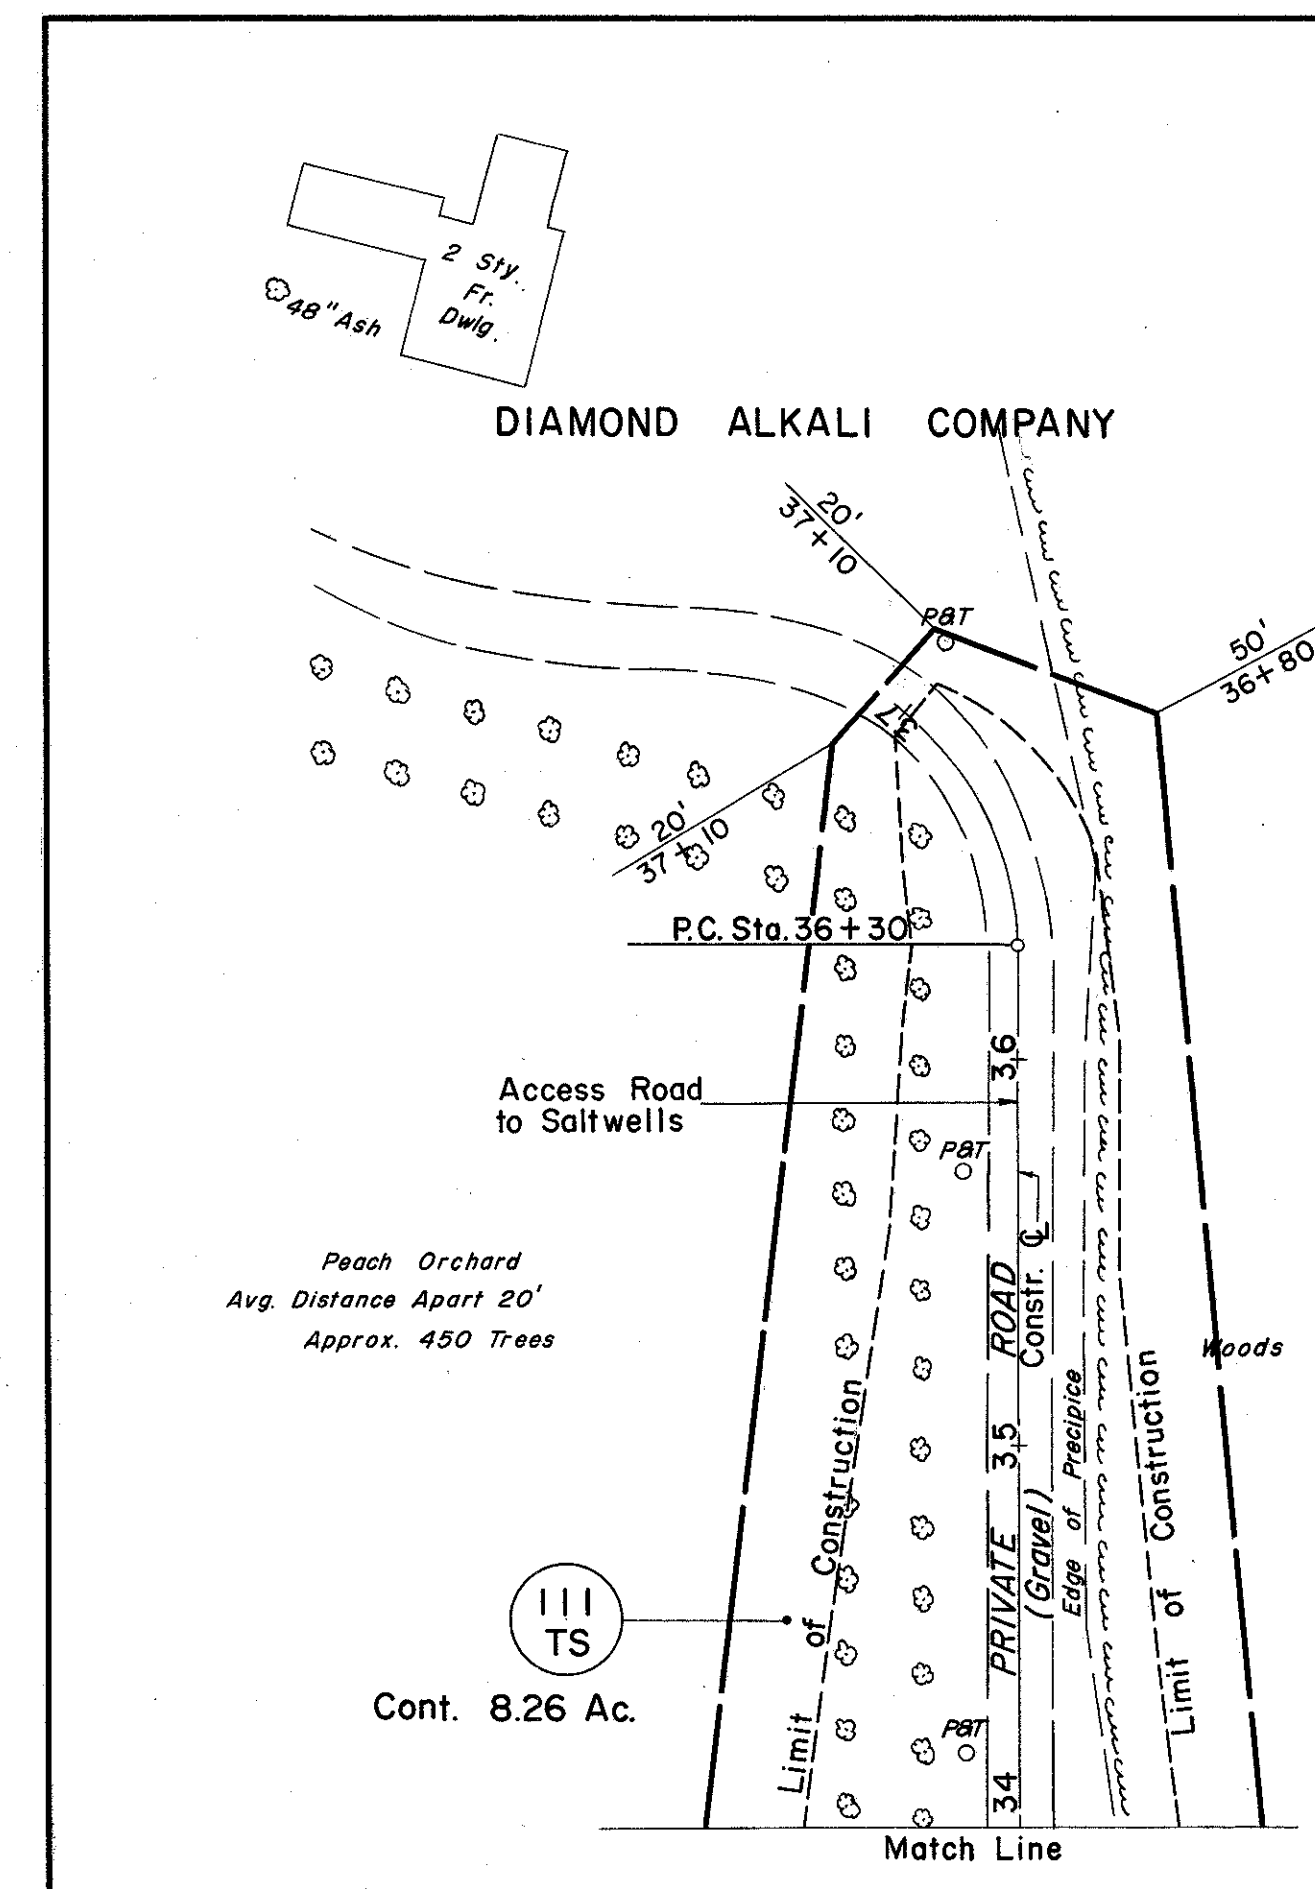 2 Sty.
Fr.
Dwlg.
48" Ash
DIAMOND ALKALI COMPANY
20'
37+10
P&T
50'
36+80
37
20'
37+10
P.C. Sta. 36+30
36
Access Road
to Saltwells
P&T
Peach Orchard
Avg. Distance Apart 20'
Approx. 450 Trees
Constr. ℄
Woods
35
PRIVATE ROAD
(Gravel)
Edge of Precipice
Limit of Construction
Limit of Construction
111
TS
Cont. 8.26 Ac.
P&T
34
Match Line